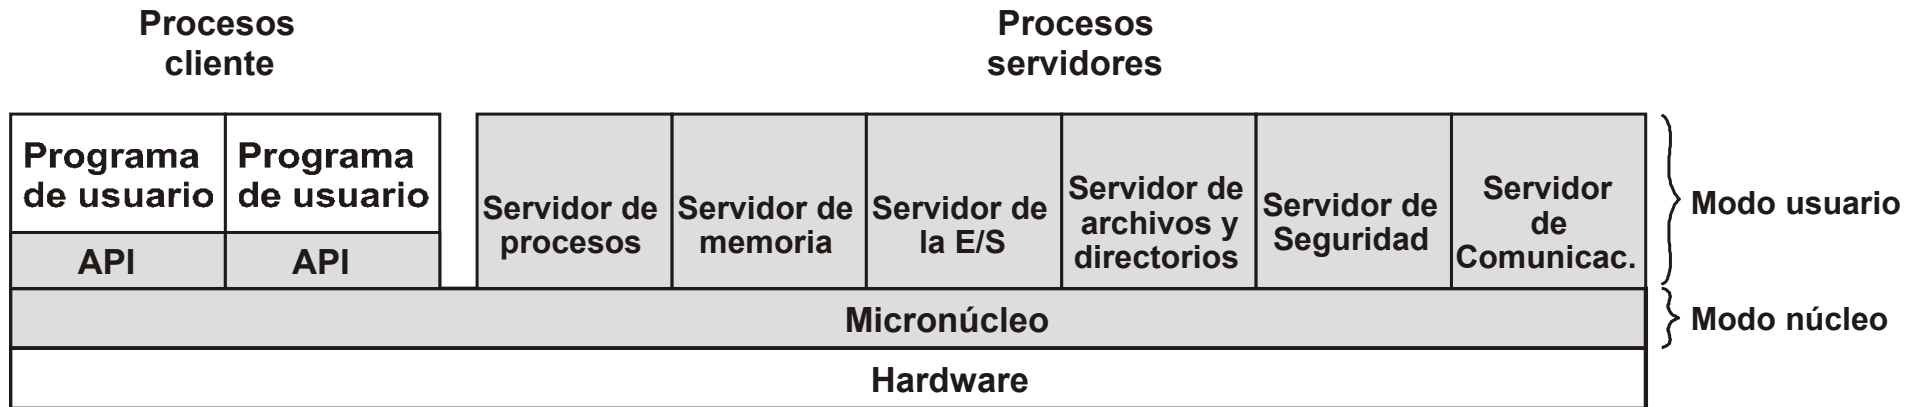 Procesos
cliente
Procesos
servidores
Programa
de usuario
Programa
de usuario
API
API
Servidor de
procesos
Servidor de
memoria
Servidor de
la E/S
Servidor de
archivos y
directorios
Servidor de
Seguridad
Servidor
de
Comunicac.
Modo usuario
Micronúcleo
Modo núcleo
Hardware